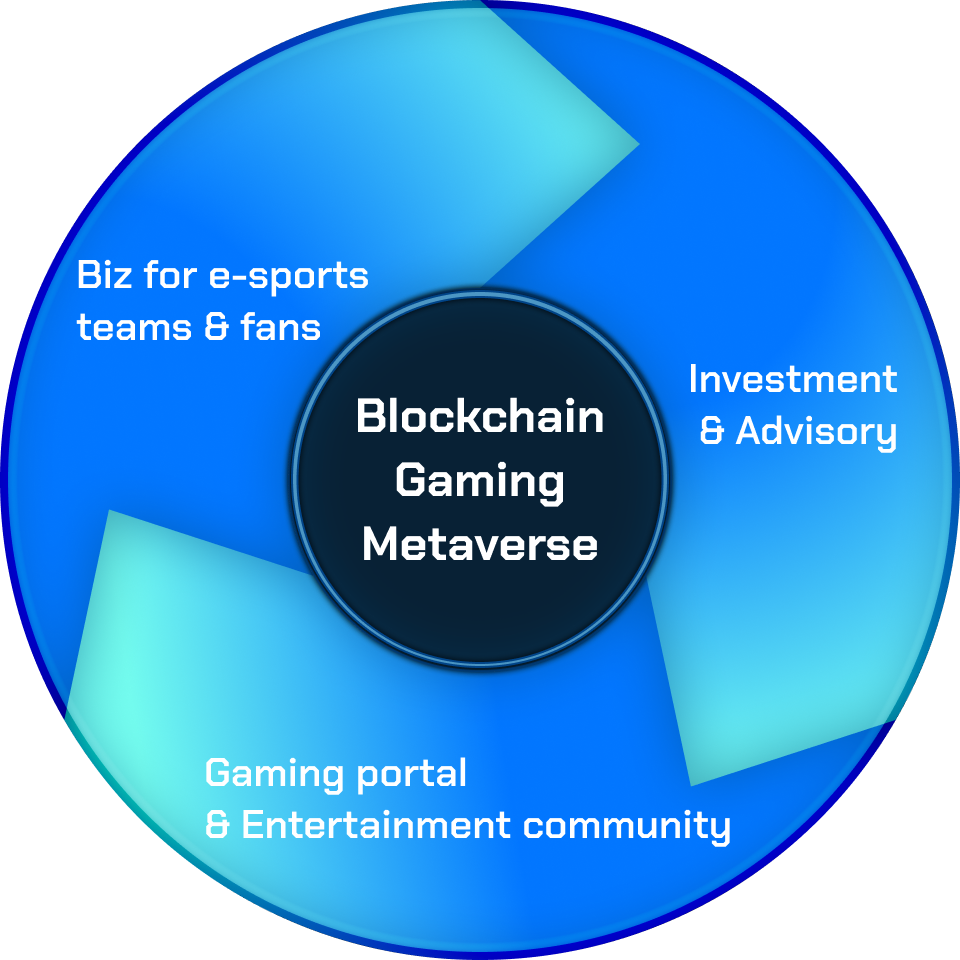 Biz for e-sports
teams & fans
Investment
& Advisory
Blockchain
Gaming
Metaverse
Gaming portal
& Entertainment community